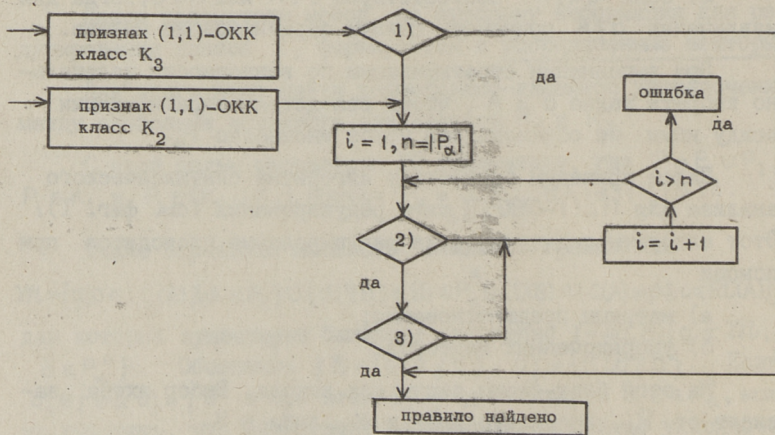 признак (1,1)-ОКК
класс K₃
1)
да
ошибка
признак (1,1)-ОКК
класс K₂
да
i = 1, n=|Pα|
i>n
2)
i = i+1
да
3)
да
правило найдено